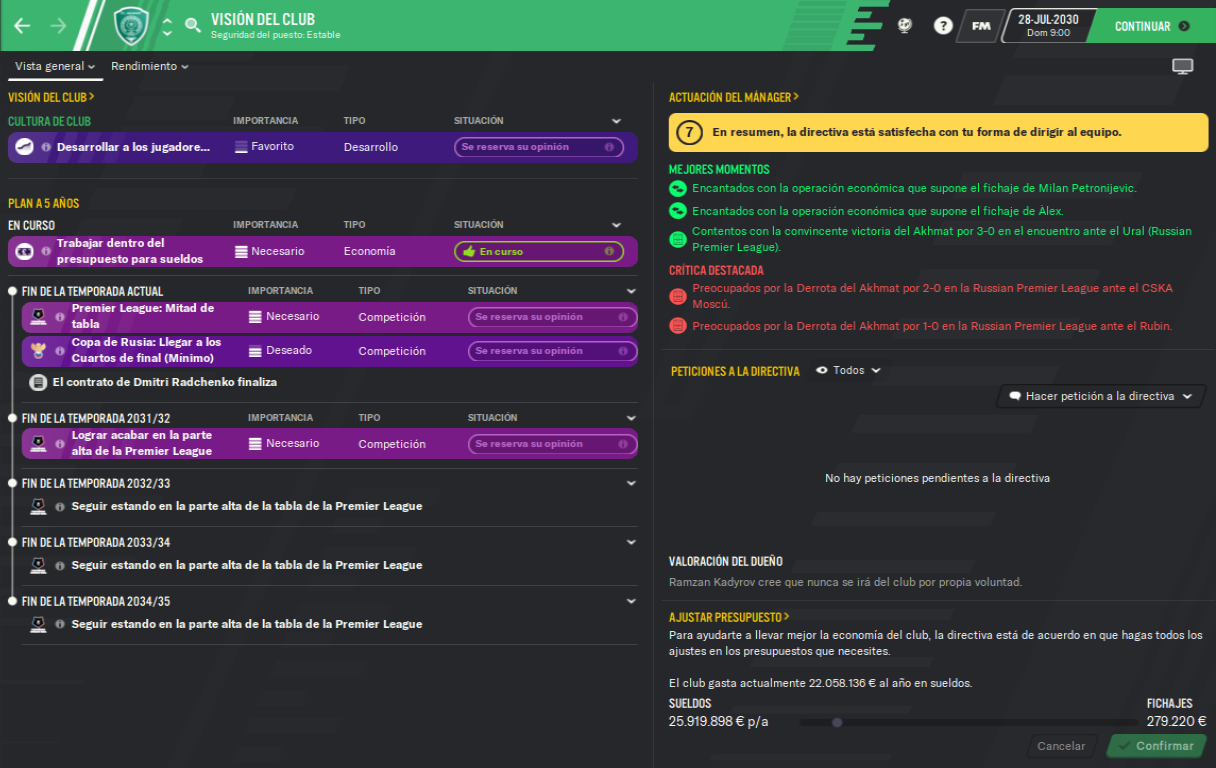 VISIÓN DEL CLUB
Seguridad del puesto: Estable
?
FM
28-JUL-2030
Dom 9:00
CONTINUAR
Vista general
Rendimiento
VISIÓN DEL CLUB
CULTURA DE CLUB IMPORTANCIA TIPO SITUACIÓN
Desarrollar a los jugadore... Favorito Desarrollo Se reserva su opinión
PLAN A 5 AÑOS
EN CURSO IMPORTANCIA TIPO SITUACIÓN
Trabajar dentro del
presupuesto para sueldos Necesario Economía En curso
FIN DE LA TEMPORADA ACTUAL IMPORTANCIA TIPO SITUACIÓN
Premier League: Mitad de
tabla Necesario Competición Se reserva su opinión
Copa de Rusia: Llegar a los
Cuartos de final (Mínimo) Deseado Competición Se reserva su opinión
El contrato de Dmitri Radchenko finaliza
FIN DE LA TEMPORADA 2031/32 IMPORTANCIA TIPO SITUACIÓN
Lograr acabar en la parte
alta de la Premier League Necesario Competición Se reserva su opinión
FIN DE LA TEMPORADA 2032/33
Seguir estando en la parte alta de la tabla de la Premier League
FIN DE LA TEMPORADA 2033/34
Seguir estando en la parte alta de la tabla de la Premier League
FIN DE LA TEMPORADA 2034/35
Seguir estando en la parte alta de la tabla de la Premier League
ACTUACIÓN DEL MÁNAGER
7 En resumen, la directiva está satisfecha con tu forma de dirigir al equipo.
MEJORES MOMENTOS
Encantados con la operación económica que supone el fichaje de Milan Petronijevic.
Encantados con la operación económica que supone el fichaje de Àlex.
Contentos con la convincente victoria del Akhmat por 3-0 en el encuentro ante el Ural (Russian
Premier League).
CRÍTICA DESTACADA
Preocupados por la Derrota del Akhmat por 2-0 en la Russian Premier League ante el CSKA
Moscú.
Preocupados por la Derrota del Akhmat por 1-0 en la Russian Premier League ante el Rubin.
PETICIONES A LA DIRECTIVA Todos
Hacer petición a la directiva
No hay peticiones pendientes a la directiva
VALORACIÓN DEL DUEÑO
Ramzan Kadyrov cree que nunca se irá del club por propia voluntad.
AJUSTAR PRESUPUESTO
Para ayudarte a llevar mejor la economía del club, la directiva está de acuerdo en que hagas todos los
ajustes en los presupuestos que necesites.
El club gasta actualmente 22.058.136 € al año en sueldos.
SUELDOS FICHAJES
25.919.898 € p/a 279.220 €
Cancelar Confirmar